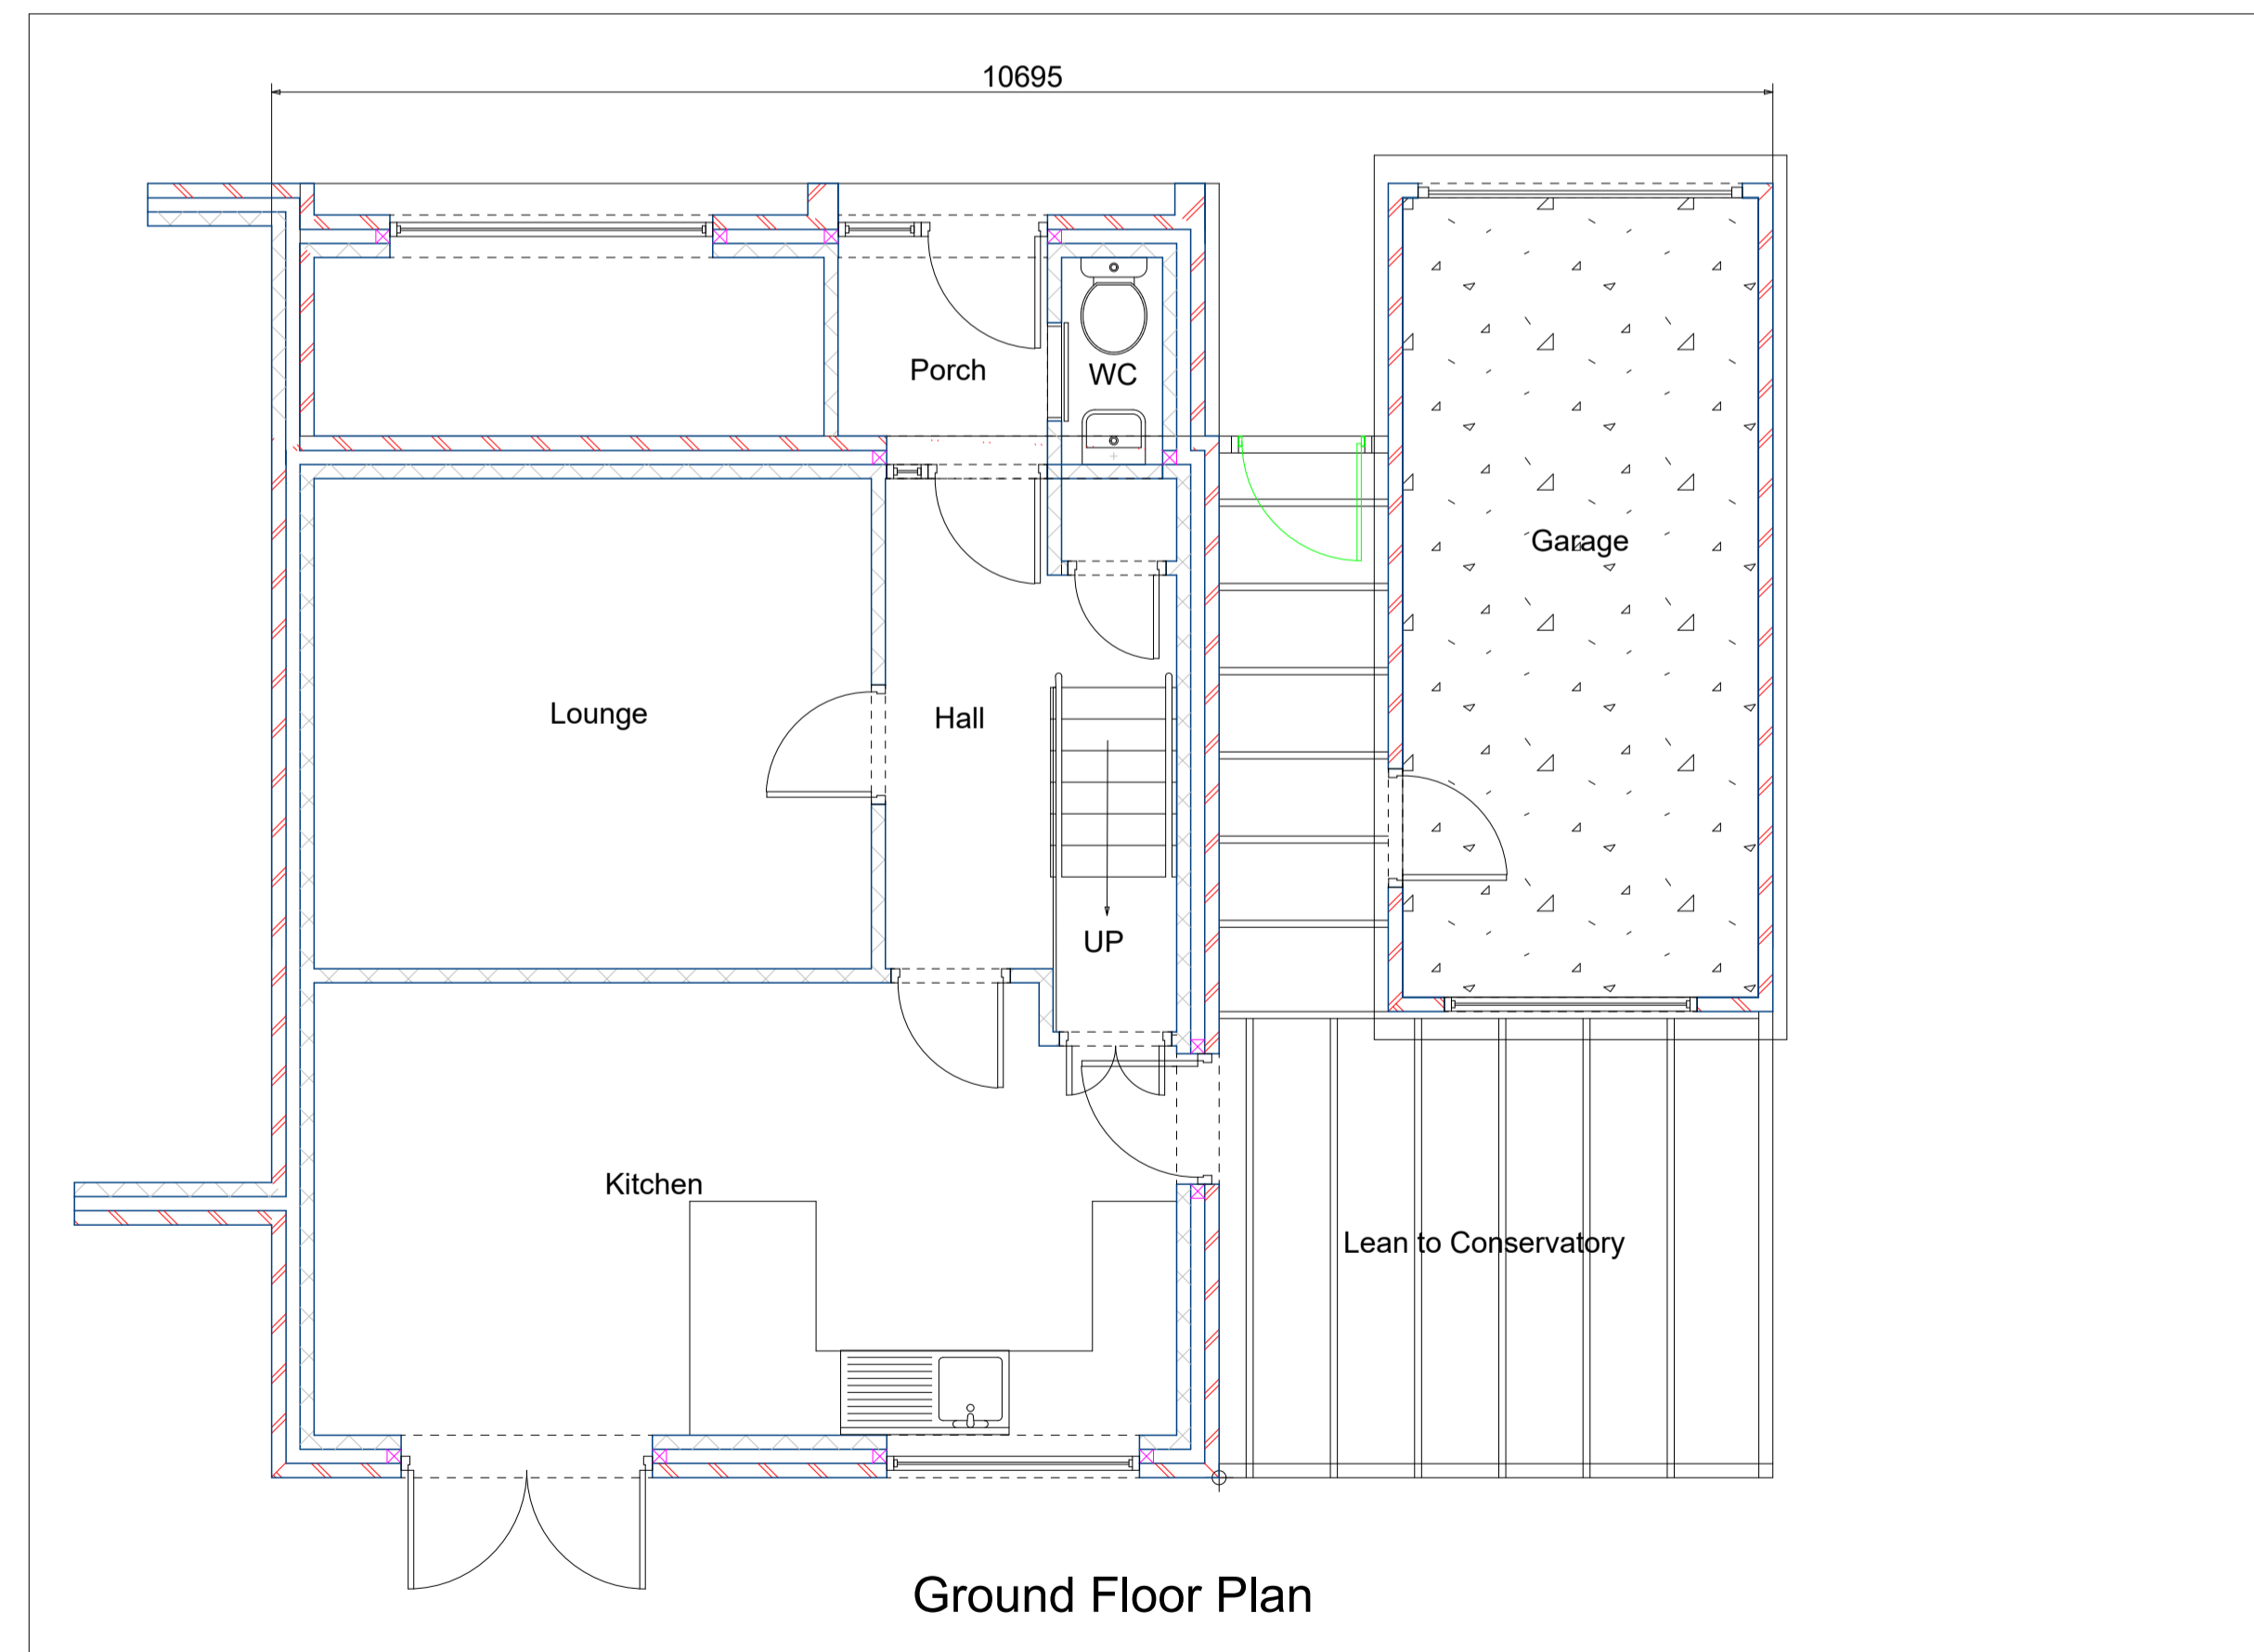 10695
Porch
WC
Garage
Lounge
Hall
UP
Kitchen
Lean to Conservatory
Ground Floor Plan